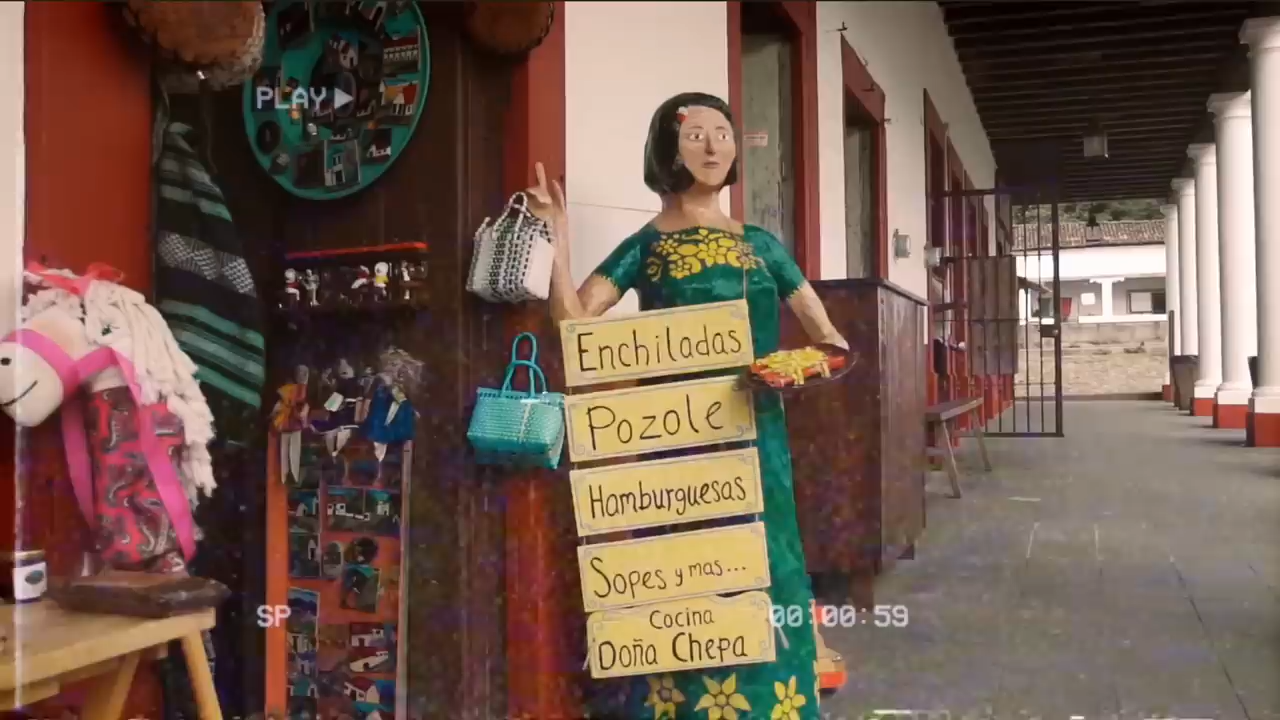 PLAY
Enchiladas
Pozole
Hamburguesas
Sopes y mas...
Cocina
Doña Chepa
SP
00:00:59